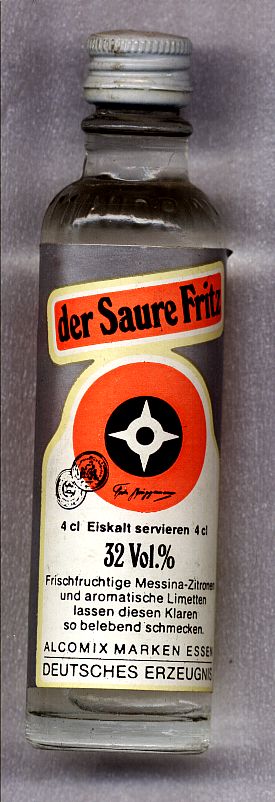 der Saure Fritz
4 cl Eiskalt servieren 4 cl
32 Vol.%
Frischfruchtige Messina-Zitronen
und aromatische Limetten
lassen diesen Klaren
so belebend schmecken.
ALCOMIX MARKEN ESSEN
DEUTSCHES ERZEUGNIS